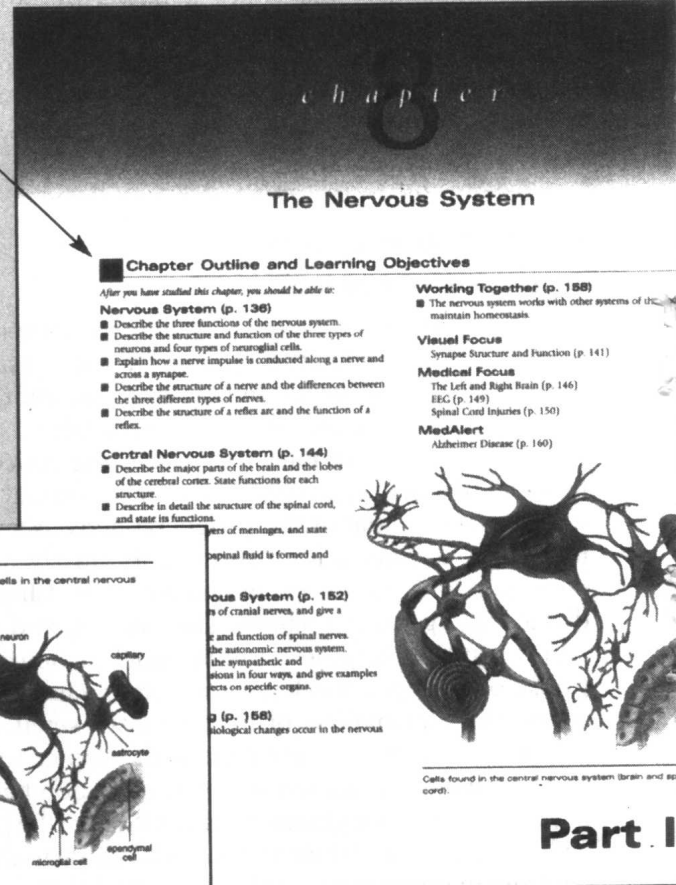 chapter
8
The Nervous System
Chapter Outline and Learning Objectives
After you have studied this chapter, you should be able to:
Nervous System (p. 136)
■ Describe the three functions of the nervous system.
■ Describe the structure and function of the three types of
neurons and four types of neuroglial cells.
■ Explain how a nerve impulse is conducted along a nerve and
across a synapse.
■ Describe the structure of a nerve and the differences between
the three different types of nerves.
■ Describe the structure of a reflex arc and the function of a
reflex.
Central Nervous System (p. 144)
■ Describe the major parts of the brain and the lobes
of the cerebral cortex. State functions for each
structure.
■ Describe in detail the structure of the spinal cord,
and state its functions.
of meninges, and state
fluid is formed and
System (p. 152)
of cranial nerves, and give a
and function of spinal nerves.
the autonomic nervous system.
the sympathetic and
in four ways, and give examples
on specific organs.
(p. 158)
changes occur in the nervous
Working Together (p. 158)
■ The nervous system works with other systems of the
maintain homeostasis.
Visual Focus
Synapse Structure and Function (p. 141)
Medical Focus
The Left and Right Brain (p. 146)
EEG (p. 149)
Spinal Cord Injuries (p. 150)
MedAlert
Alzheimer Disease (p. 160)
Cells found in the central nervous system (brain and
cord).
Part
in the central nervous
neuron
capillary
astrocyte
microglial cell
ependymal
cell